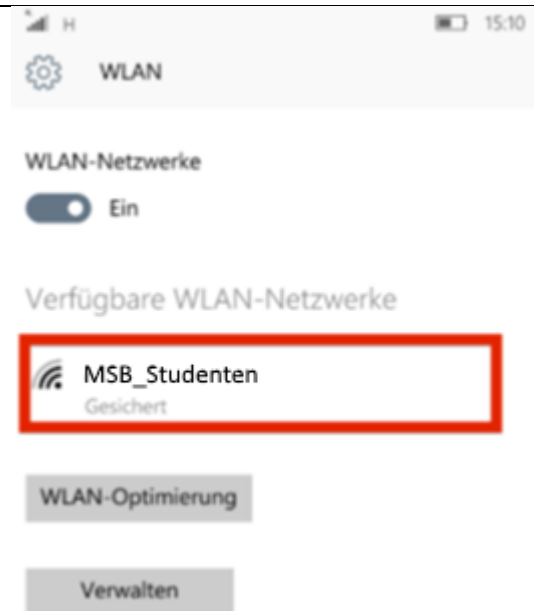 H 15:10
WLAN
WLAN-Netzwerke
Ein
Verfügbare WLAN-Netzwerke
MSB_Studenten
Gesichert
WLAN-Optimierung
Verwalten